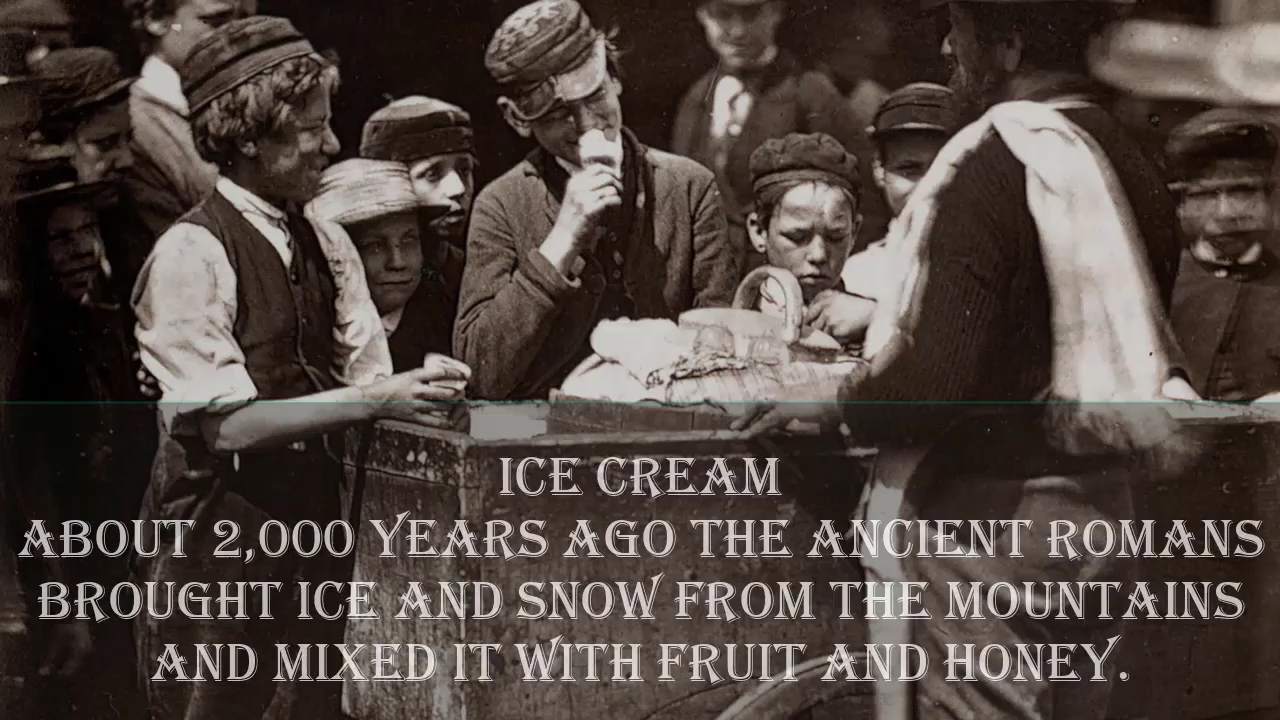 ICE CREAM
ABOUT 2,000 YEARS AGO THE ANCIENT ROMANS
BROUGHT ICE AND SNOW FROM THE MOUNTAINS
AND MIXED IT WITH FRUIT AND HONEY.